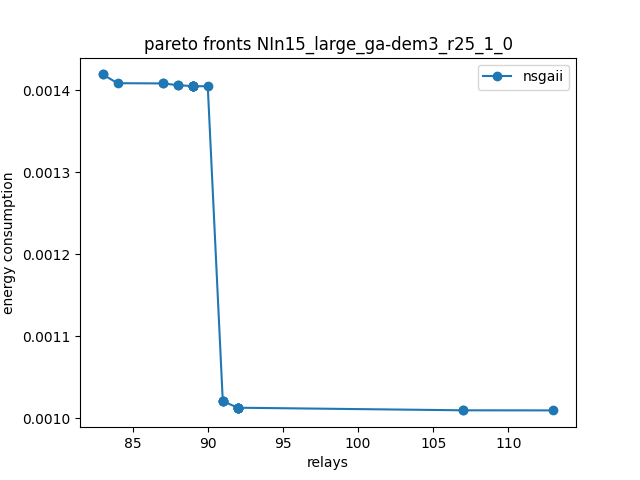 pareto fronts NIn15_large_ga-dem3_r25_1_0
nsgaii
0.0014
0.0013
0.0012
0.0011
0.0010
energy consumption
85
90
95
100
105
110
relays